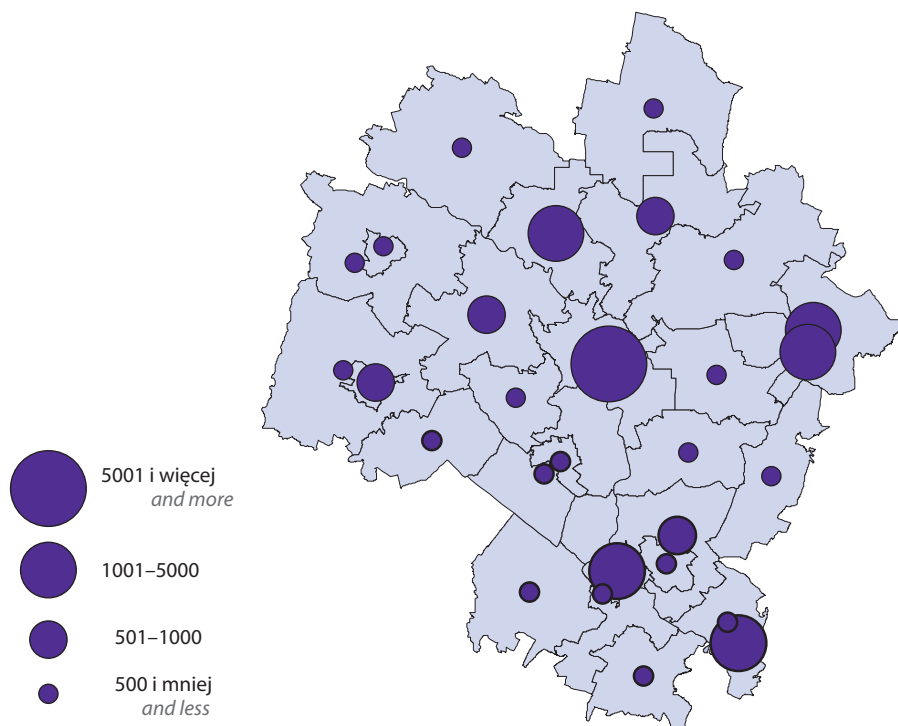 5001 i więcej
and more
1001–5000
501–1000
500 i mniej
and less